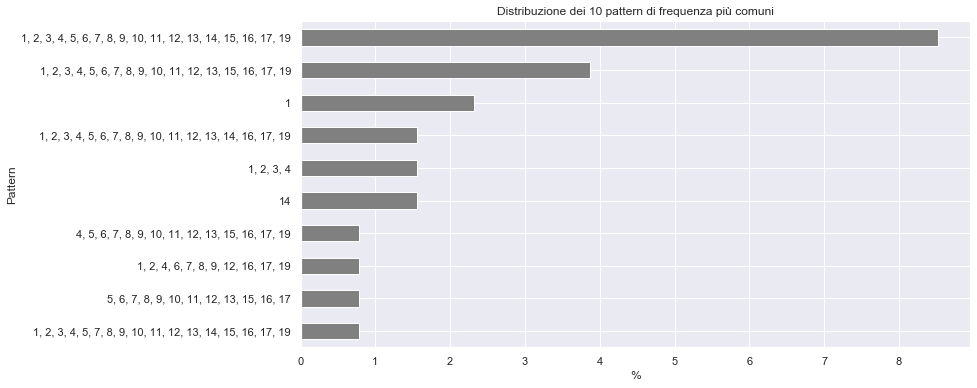 Distribuzione dei 10 pattern di frequenza più comuni
1, 2, 3, 4, 5, 6, 7, 8, 9, 10, 11, 12, 13, 14, 15, 16, 17, 19
1, 2, 3, 4, 5, 6, 7, 8, 9, 10, 11, 12, 13, 15, 16, 17, 19
1
1, 2, 3, 4, 5, 6, 7, 8, 9, 10, 11, 12, 13, 14, 16, 17, 19
1, 2, 3, 4
14
4, 5, 6, 7, 8, 9, 10, 11, 12, 13, 15, 16, 17, 19
1, 2, 4, 6, 7, 8, 9, 12, 16, 17, 19
5, 6, 7, 8, 9, 10, 11, 12, 13, 15, 16, 17
1, 2, 3, 4, 5, 7, 8, 9, 10, 11, 12, 13, 14, 15, 16, 17, 19
Pattern
0 1 2 3 4 5 6 7 8
%